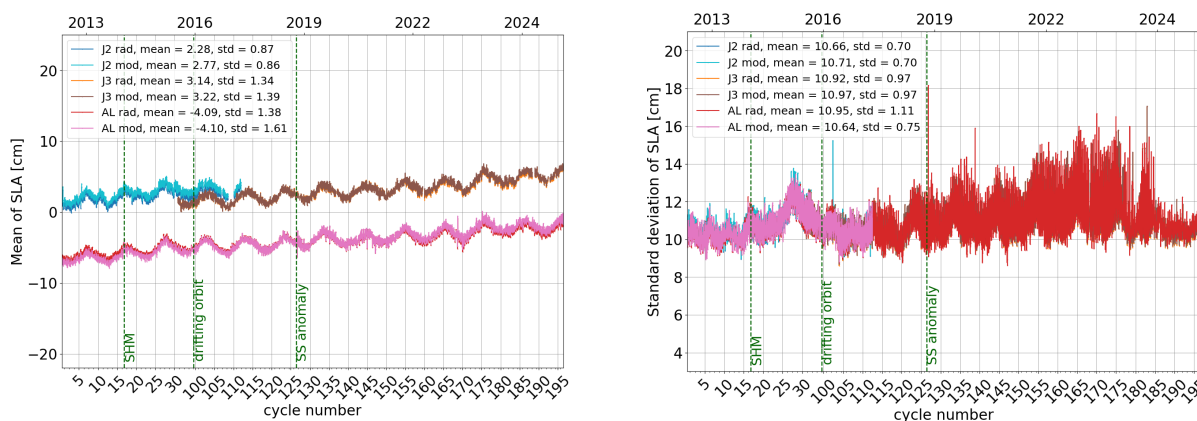 2013 2016 2019 2022 2024
J2 rad, mean = 2.28, std = 0.87
J2 mod, mean = 2.77, std = 0.86
J3 rad, mean = 3.14, std = 1.34
J3 mod, mean = 3.22, std = 1.39
AL rad, mean = -4.09, std = 1.38
AL mod, mean = -4.10, std = 1.61
Mean of SLA [cm]
20
10
0
−10
−20
SHM
drifting orbit
SS anomaly
5 10 15 20 25 30 100 105 110 115 125 130 135 140 145 150 155 160 165 170 175 180 185 190 195
cycle number
2013 2016 2019 2022 2024
J2 rad, mean = 10.66, std = 0.70
J2 mod, mean = 10.71, std = 0.70
J3 rad, mean = 10.92, std = 0.97
J3 mod, mean = 10.97, std = 0.97
AL rad, mean = 10.95, std = 1.11
AL mod, mean = 10.64, std = 0.75
Standard deviation of SLA [cm]
20
18
16
14
12
10
8
6
4
SHM
drifting orbit
SS anomaly
5 10 15 20 25 30 100 105 110 115 120 125 130 135 140 145 150 155 160 165 170 175 180 185 190
cycle number